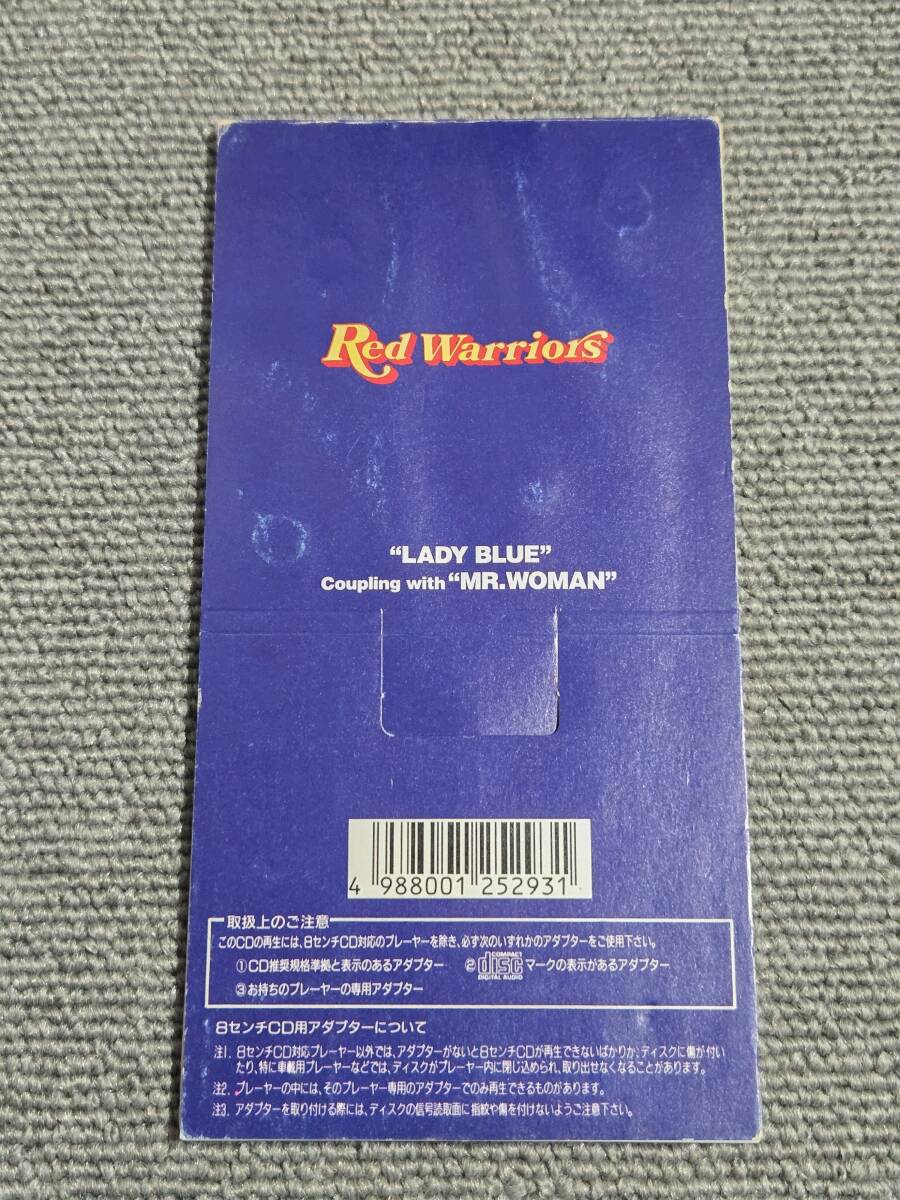 Red Warriors
“LADY BLUE”
Coupling with “MR.WOMAN”
4 988001 252931
取扱上のご注意
このCDの再生には、8センチCD対応のプレーヤーを除き、必ず次のいずれかのアダプターをご使用下さい。
①CD推奨規格準拠と表示のあるアダプター ②COMPACT disc DIGITAL AUDIO マークの表示があるアダプター
③お持ちのプレーヤーの専用アダプター
8センチCD用アダプターについて
注1. 8センチCD対応プレーヤー以外では、アダプターがないと8センチCDが再生できないばかりか、ディスクに傷が付い
たり、特に車載用プレーヤーなどでは、ディスクがプレーヤー内に閉じ込められ、取り出せなくなることがあります。
注2. プレーヤーの中には、そのプレーヤー専用のアダプターでのみ再生できるものがあります。
注3. アダプターを取り付ける際には、ディスクの信号読取面に指紋や傷を付けないようご注意下さい。